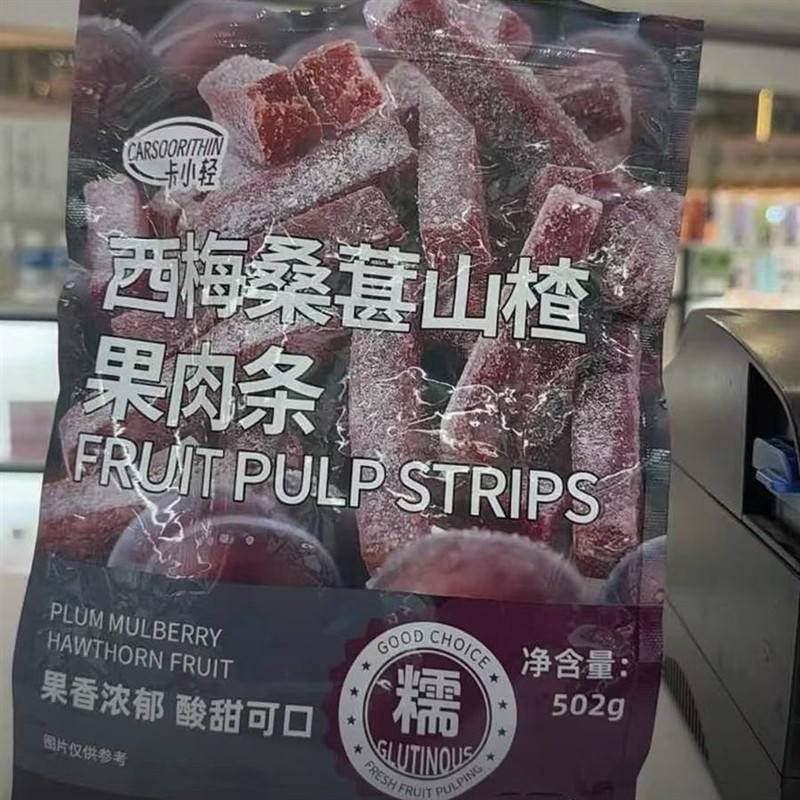 CARSOORITHIN
卡小轻
西梅桑葚山楂
果肉条
FRUIT PULP STRIPS
PLUM MULBERRY
HAWTHORN FRUIT
果香浓郁 酸甜可口
图片仅供参考
GOOD CHOICE
糯
GLUTINOUS
FRESH FRUIT PULPING
净含量：
502g